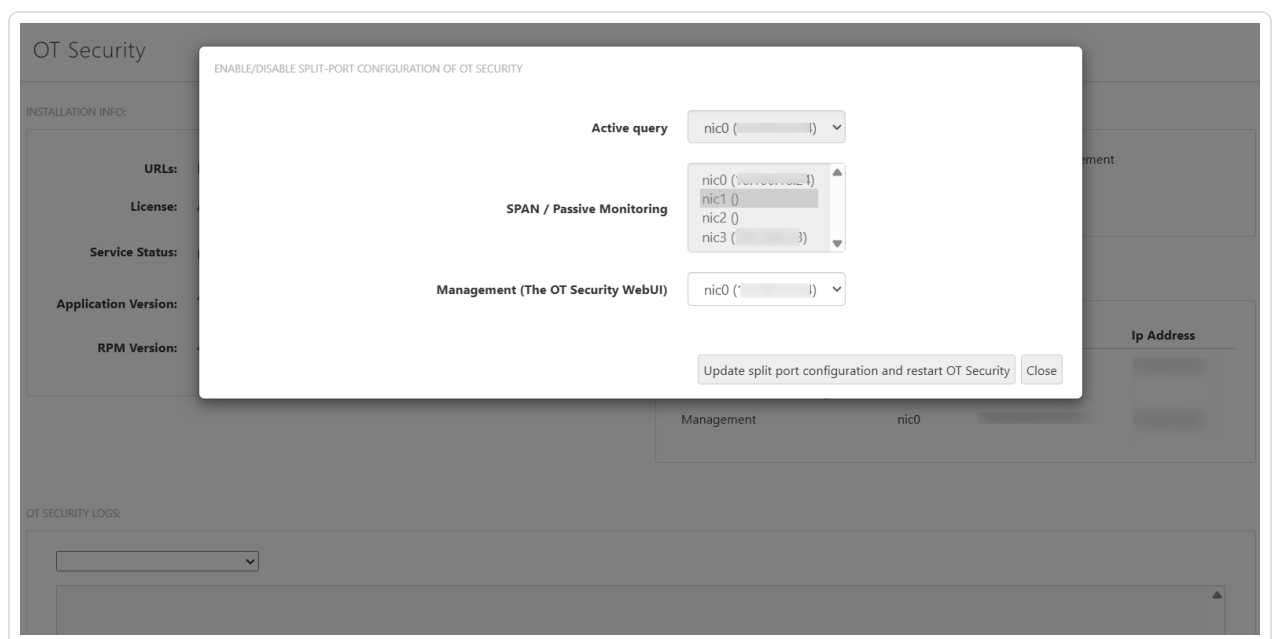 OT Security
ENABLE/DISABLE SPLIT-PORT CONFIGURATION OF OT SECURITY
INSTALLATION INFO:
Active query
nic0 (
URLs:
License:
SPAN / Passive Monitoring
nic0 (
nic1 ()
nic2 ()
nic3 (
Service Status:
Management (The OT Security WebUI)
nic0 (
Application Version:
RPM Version:
Ip Address
Update split port configuration and restart OT Security
Close
Management
nic0
OT SECURITY LOGS: